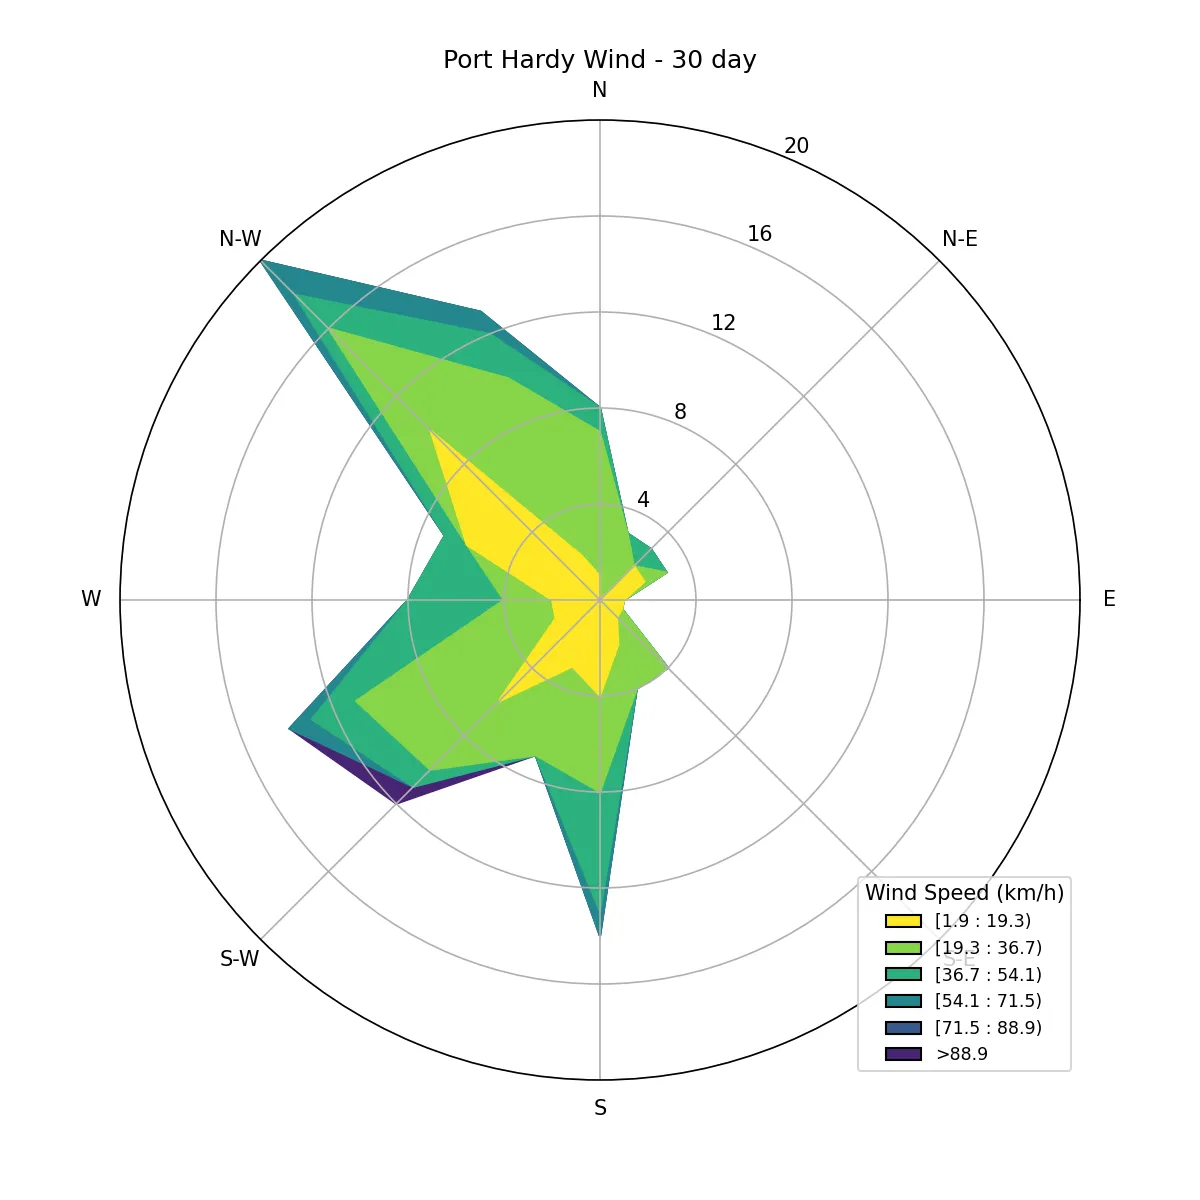 Port Hardy Wind - 30 day
N
20
N-W
N-E
16
12
8
4
W
E
Wind Speed (km/h)
[1.9 : 19.3)
[19.3 : 36.7)
S-W
S-E
[36.7 : 54.1)
[54.1 : 71.5)
[71.5 : 88.9)
>88.9
S